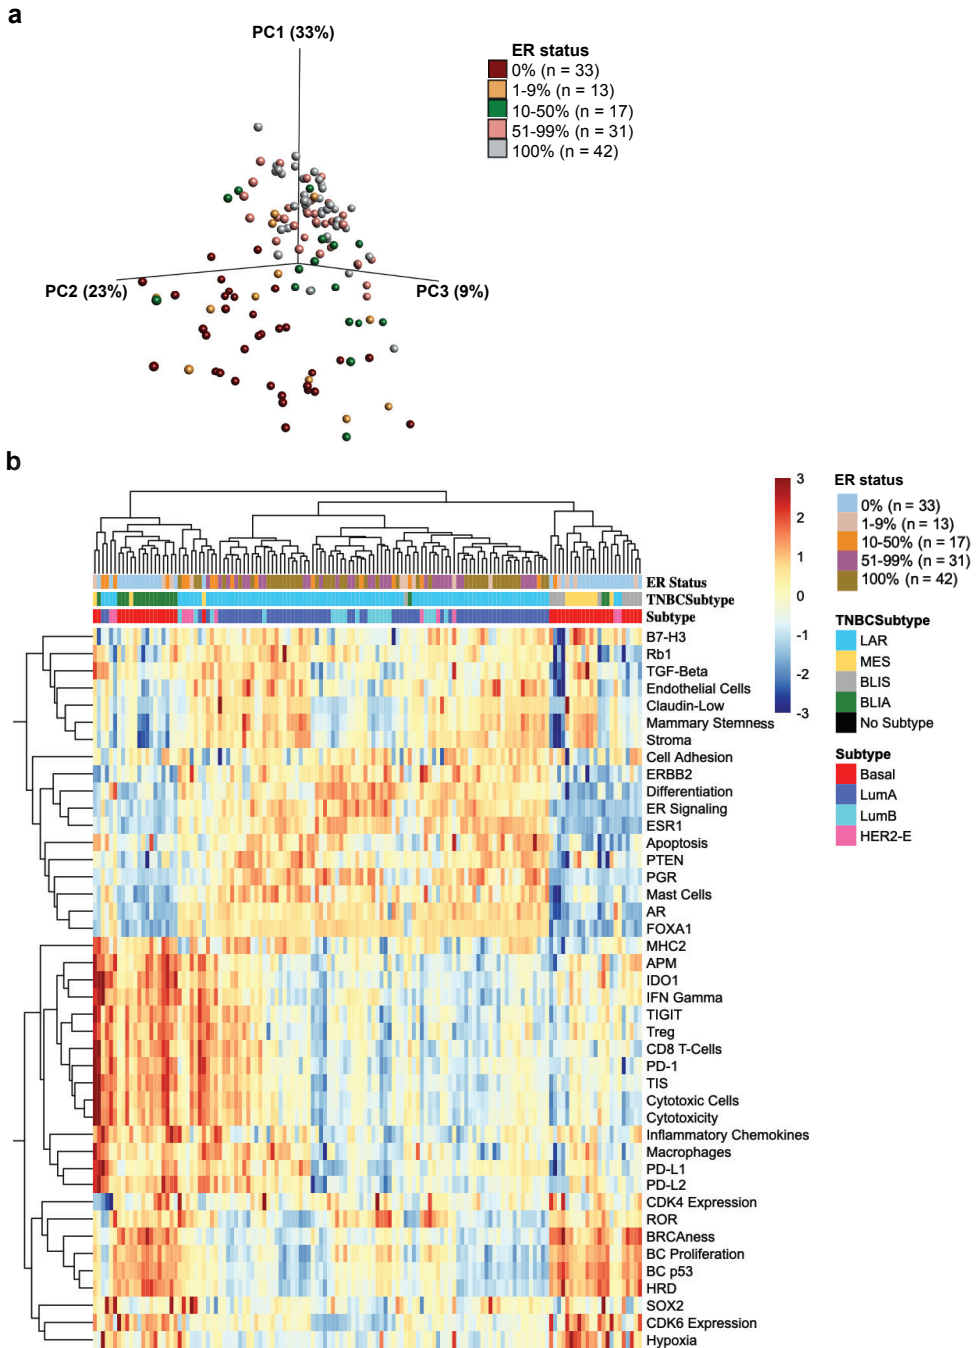 a
PC1 (33%)
ER status
0% (n = 33)
1-9% (n = 13)
10-50% (n = 17)
51-99% (n = 31)
100% (n = 42)
PC2 (23%)
PC3 (9%)
b
3
2
1
0
-1
-2
-3
ER status
0% (n = 33)
1-9% (n = 13)
10-50% (n = 17)
51-99% (n = 31)
100% (n = 42)
TNBCSubtype
LAR
MES
BLIS
BLIA
No Subtype
Subtype
Basal
LumA
LumB
HER2-E
ER Status
TNBCSubtype
Subtype
B7-H3
Rb1
TGF-Beta
Endothelial Cells
Claudin-Low
Mammary Stemness
Stroma
Cell Adhesion
ERBB2
Differentiation
ER Signaling
ESR1
Apoptosis
PTEN
PGR
Mast Cells
AR
FOXA1
MHC2
APM
IDO1
IFN Gamma
TIGIT
Treg
CD8 T-Cells
PD-1
TIS
Cytotoxic Cells
Cytotoxicity
Inflammatory Chemokines
Macrophages
PD-L1
PD-L2
CDK4 Expression
ROR
BRCAness
BC Proliferation
BC p53
HRD
SOX2
CDK6 Expression
Hypoxia